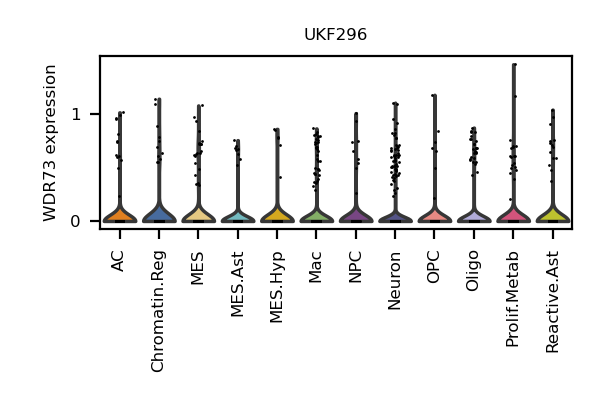 UKF296
WDR73 expression
1
0
AC
Chromatin.Reg
MES
MES.Ast
MES.Hyp
Mac
NPC
Neuron
OPC
Oligo
Prolif.Metab
Reactive.Ast